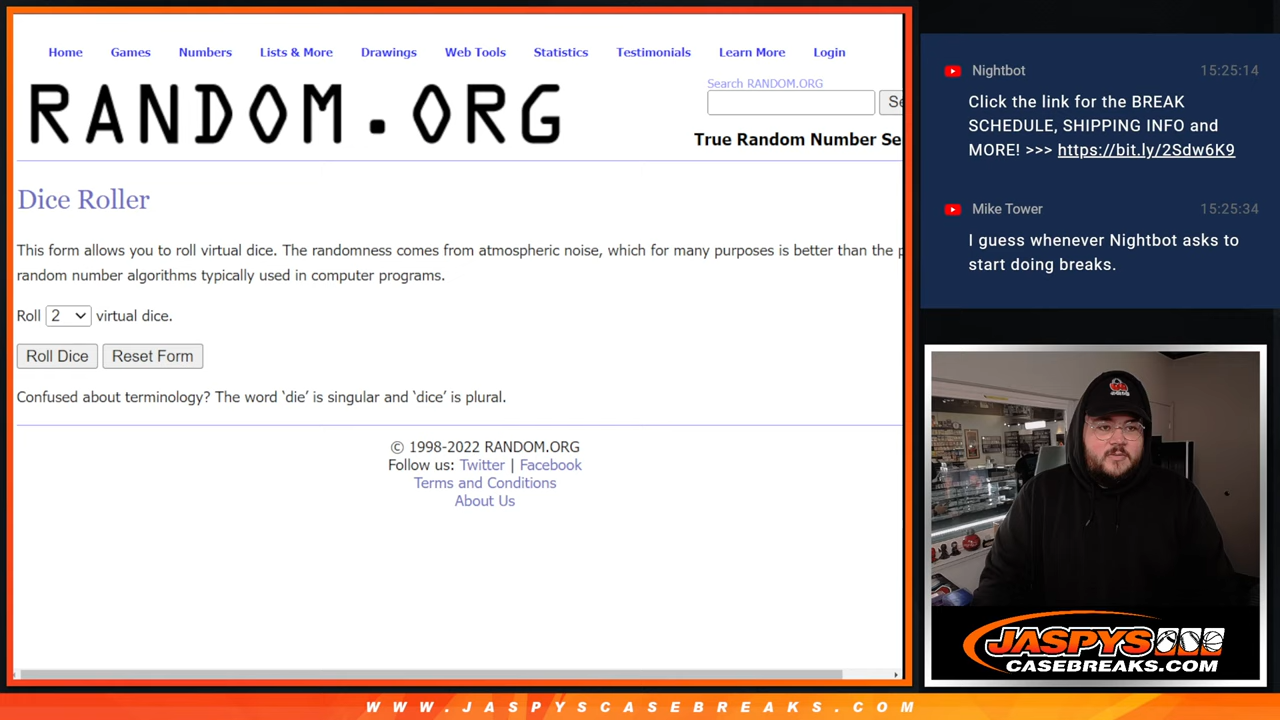 Home Games Numbers Lists & More Drawings Web Tools Statistics Testimonials Learn More Login
RANDOM.ORG
Search RANDOM.ORG
Se
True Random Number Se
Dice Roller
This form allows you to roll virtual dice. The randomness comes from atmospheric noise, which for many purposes is better than the p
random number algorithms typically used in computer programs.
Roll 2 virtual dice.
Roll Dice Reset Form
Confused about terminology? The word ‘die’ is singular and ‘dice’ is plural.
© 1998-2022 RANDOM.ORG
Follow us: Twitter | Facebook
Terms and Conditions
About Us
Nightbot 15:25:14
Click the link for the BREAK
SCHEDULE, SHIPPING INFO and
MORE! >>> https://bit.ly/2Sdw6K9
Mike Tower 15:25:34
I guess whenever Nightbot asks to
start doing breaks.
JASPYS
CASEBREAKS.COM
WWW.JASPYSCASEBREAKS.COM